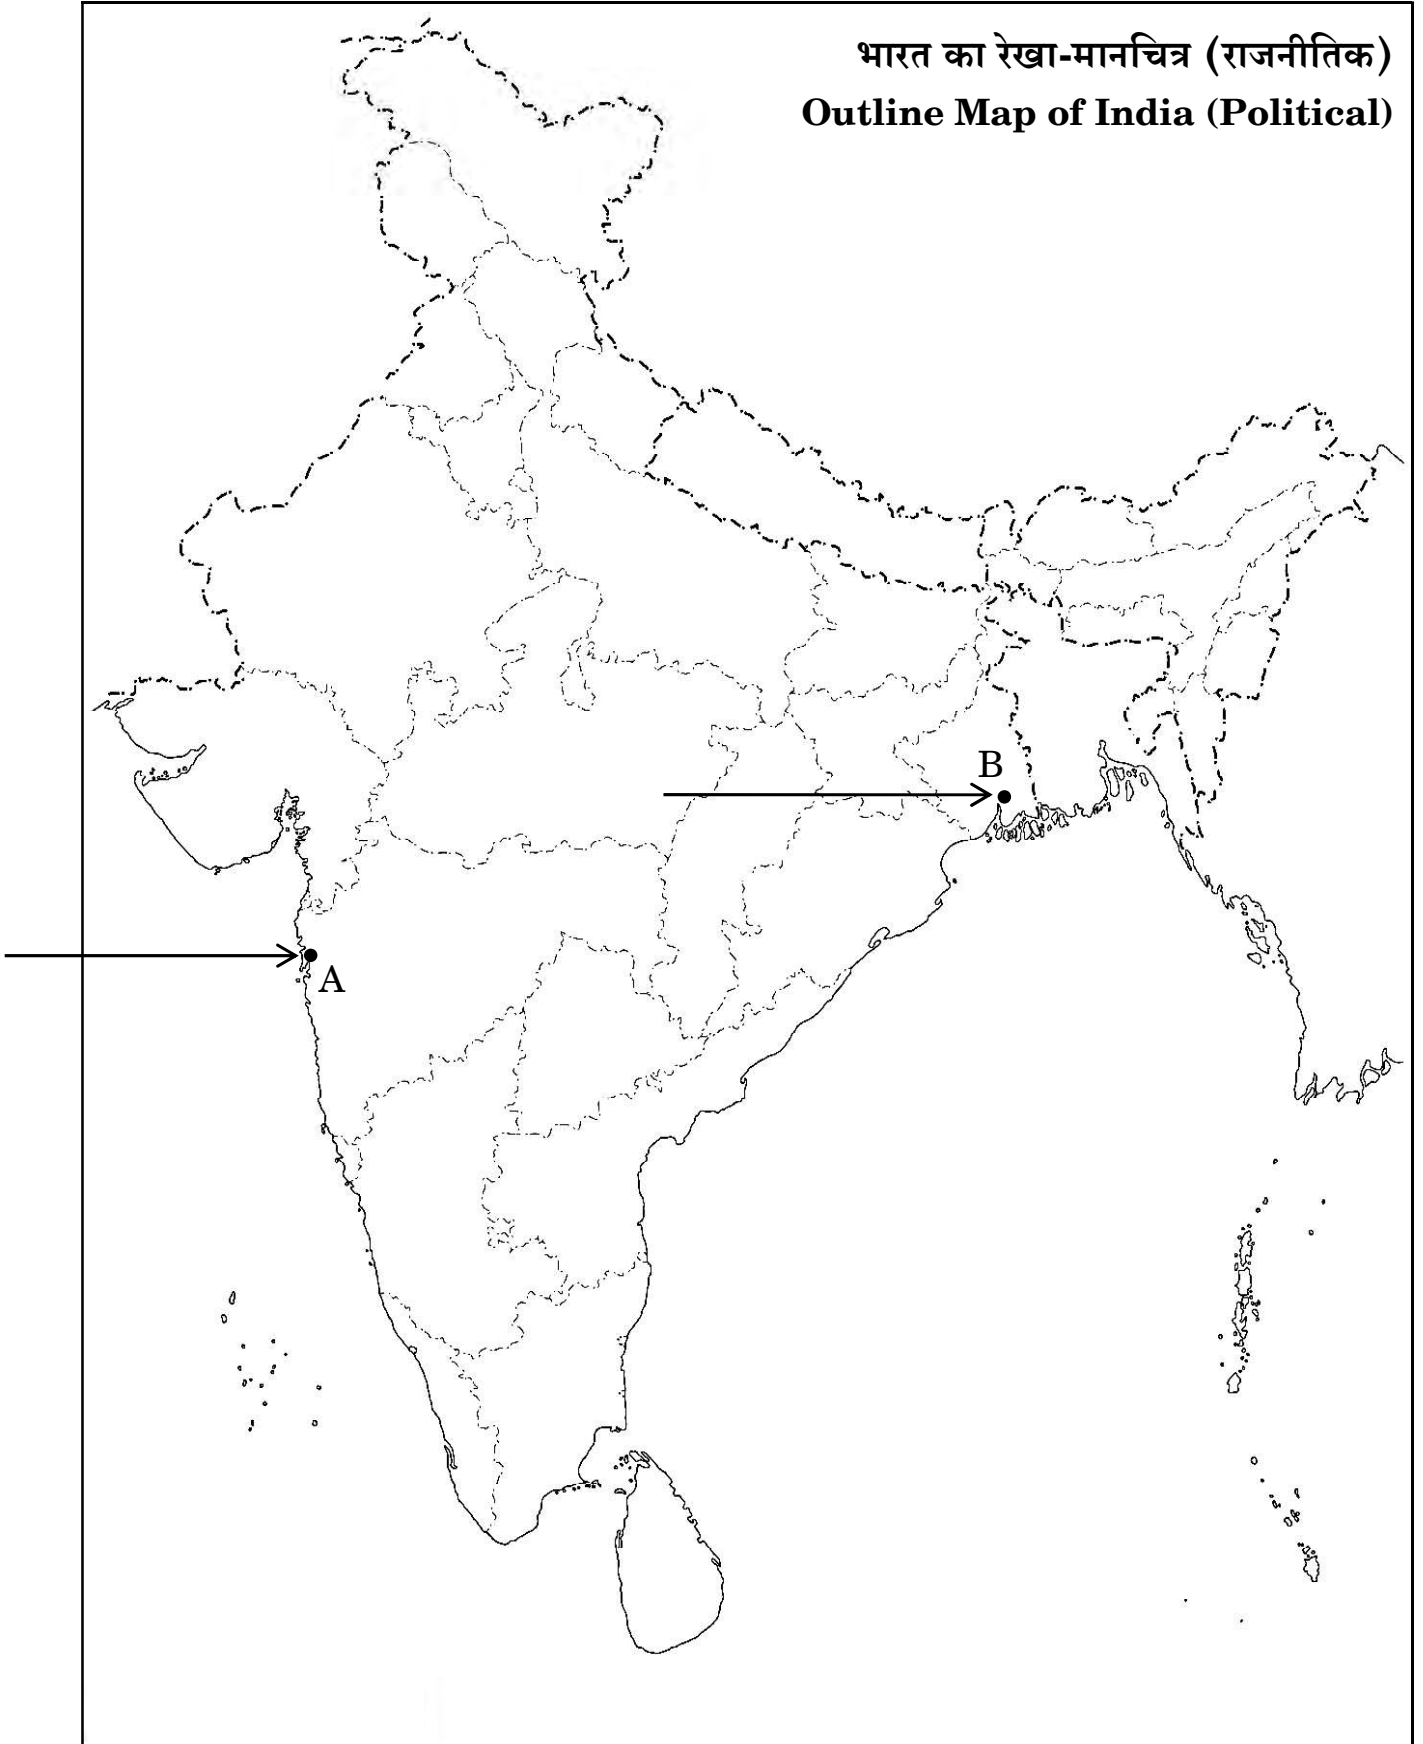 भारत का रेखा-मानचित्र (राजनीतिक)
Outline Map of India (Political)
B
A